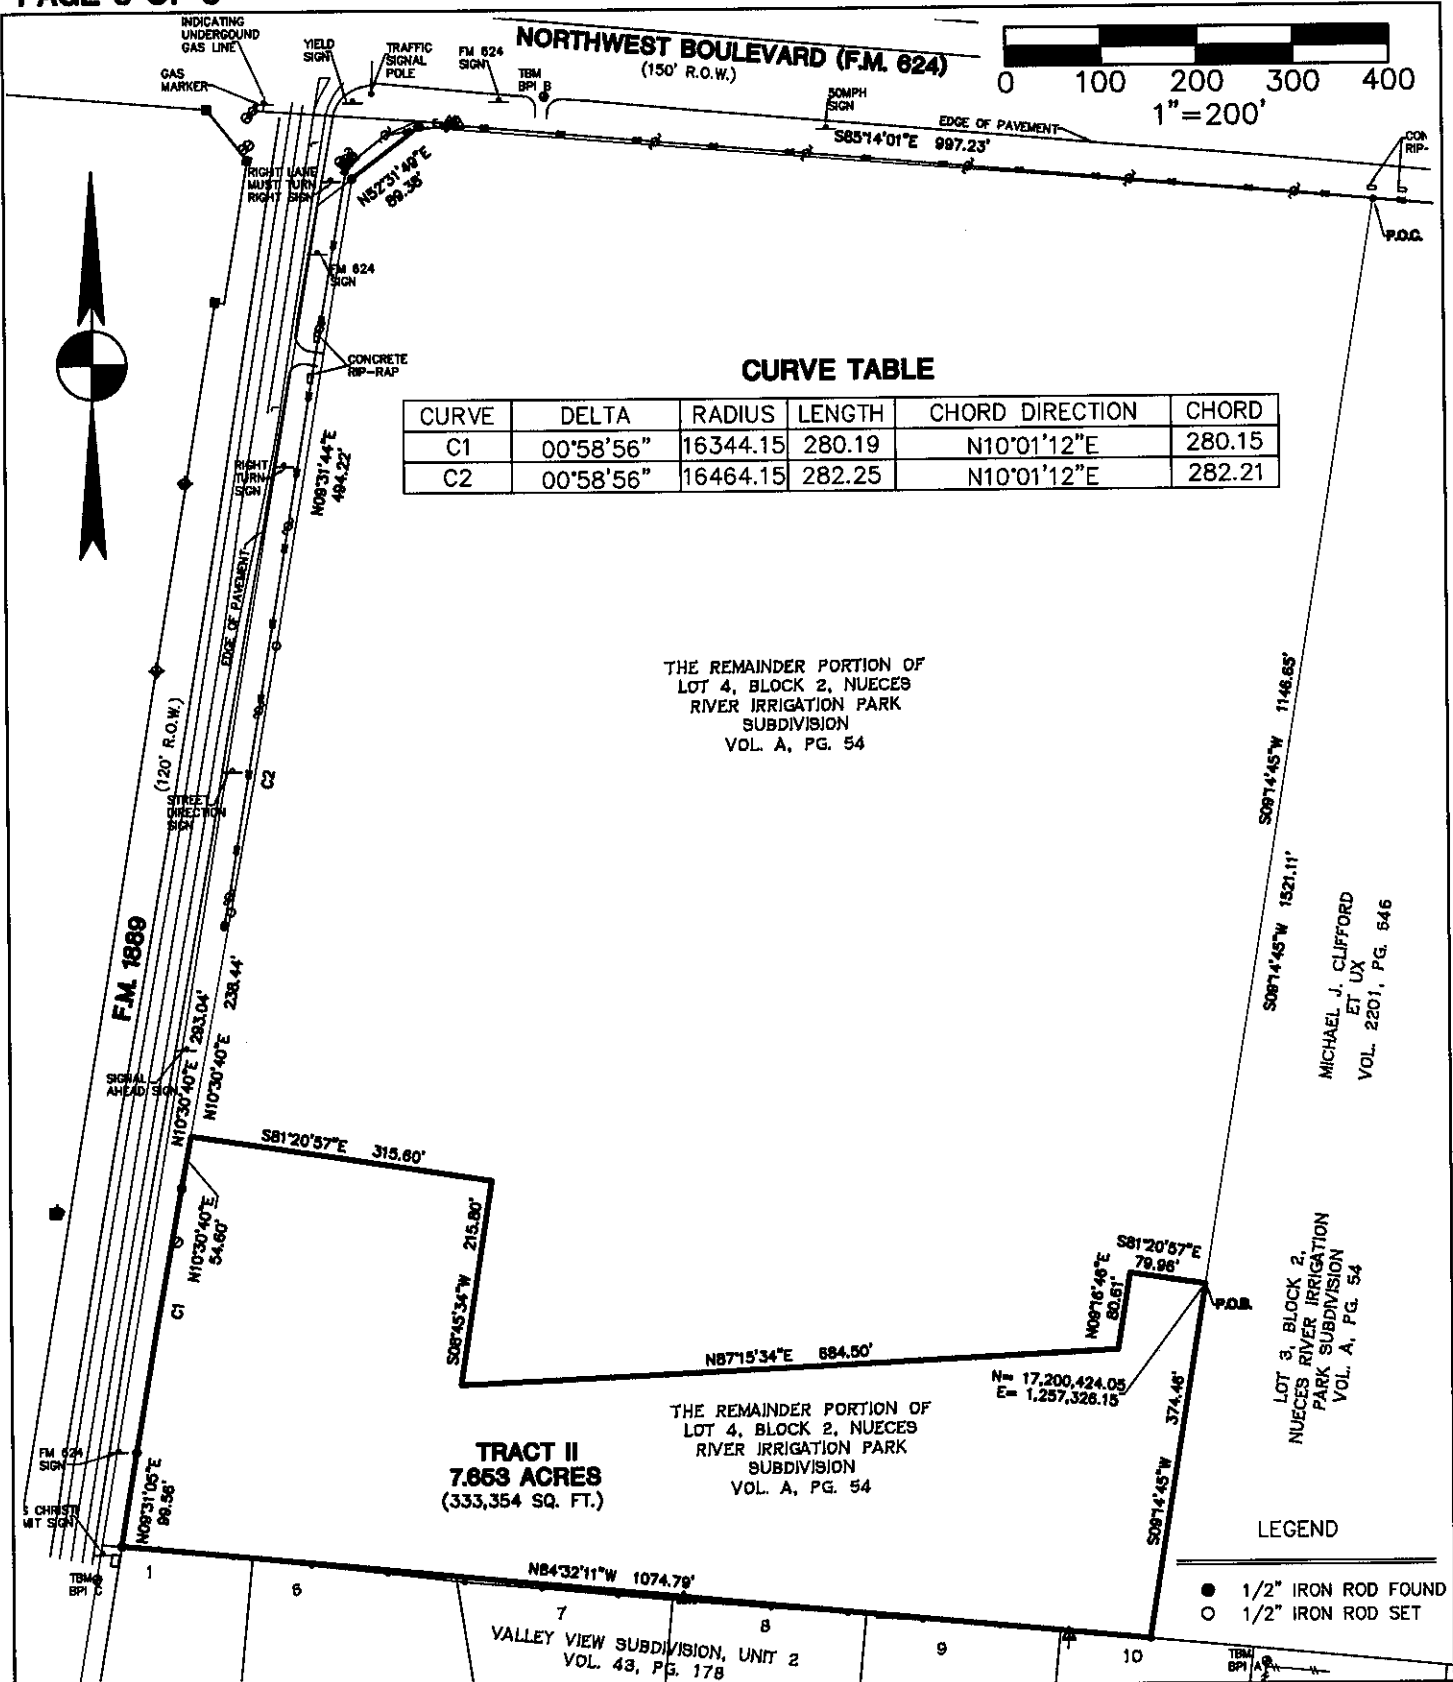 INDICATING
UNDERGOUND
GAS LINE
YIELD
SIGN
TRAFFIC
SIGNAL
POLE
FM 624
SIGN
NORTHWEST BOULEVARD (F.M. 624)
(150' R.O.W.)
0 100 200 300 400
1"=200'
GAS
MARKER
TBM
BPI B
50MPH
SIGN
EDGE OF PAVEMENT
S85°14'01"E 997.23'
RIGHT LANE
MUST TURN
RIGHT SIGN
N52°31'49"E
89.38'
P.O.C.
FM 624
SIGN
CONCRETE
RIP-RAP
CURVE TABLE
CURVE DELTA RADIUS LENGTH CHORD DIRECTION CHORD
C1 00°58'56" 16344.15 280.19 N10°01'12"E 280.15
C2 00°58'56" 16464.15 282.25 N10°01'12"E 282.21
RIGHT
TURN
SIGN
N09°31'44"E
494.22'
EDGE OF PAVEMENT
THE REMAINDER PORTION OF
LOT 4, BLOCK 2, NUECES
RIVER IRRIGATION PARK
SUBDIVISION
VOL. A, PG. 54
S09°14'45"W 1146.65'
(120' R.O.W.)
C2
STREET
DIRECTION
SIGN
S09°14'45"W 1521.11'
MICHAEL J. CLIFFORD
ET UX
VOL. 2201, PG. 646
F.M. 1889
N10°30'40"E 293.04'
N10°30'40"E 238.44'
SIGNAL
AHEAD SIGN
S81°20'57"E 315.60'
N10°30'40"E
54.60'
215.80'
S08°45'34"W
C1
S81°20'57"E
79.96'
N09°16'46"E
80.61'
P.O.B.
LOT 3, BLOCK 2,
NUECES RIVER IRRIGATION
PARK SUBDIVISION
VOL. A, PG. 54
N87°15'34"E 684.50'
N= 17,200,424.05
E= 1,257,326.15
374.46'
S09°14'45"W
THE REMAINDER PORTION OF
LOT 4, BLOCK 2, NUECES
RIVER IRRIGATION PARK
SUBDIVISION
VOL. A, PG. 54
TRACT II
7.653 ACRES
(333,354 SQ. FT.)
FM 624
SIGN
N09°31'05"E
99.56'
CHRISTI
SIGN
LEGEND
1/2" IRON ROD FOUND
1/2" IRON ROD SET
TBM
BPI C
1
6
N84°32'11"W 1074.79'
7
8
9
10
VALLEY VIEW SUBDIVISION, UNIT 2
VOL. 43, PG. 178
TBM
BPI A